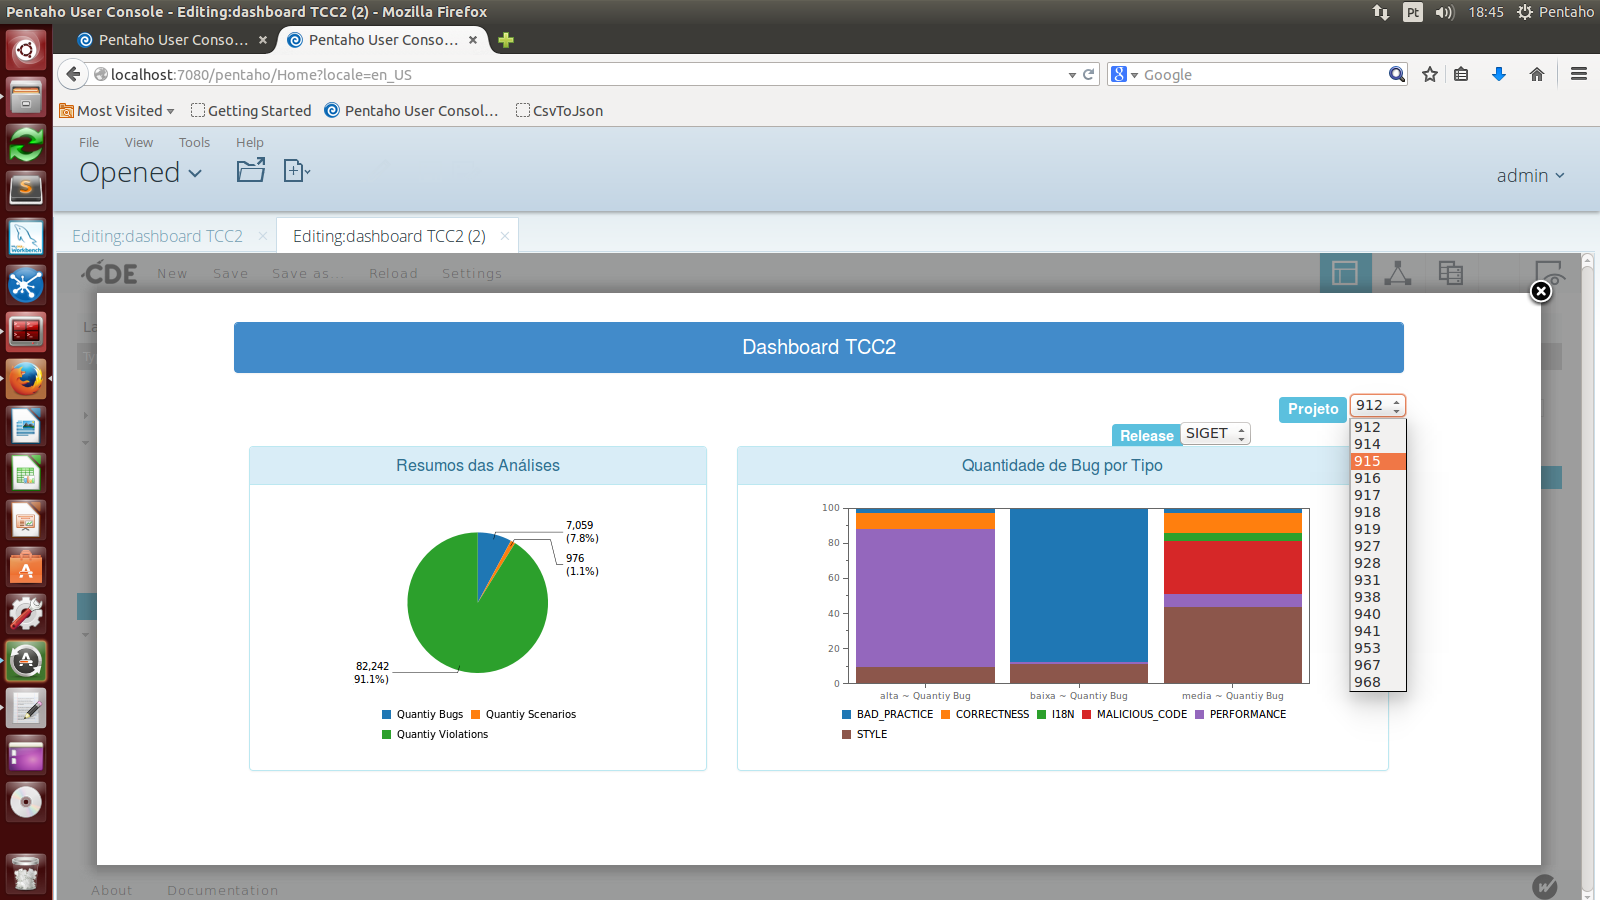 Pentaho User Console - Editing:dashboard TCC2 (2) - Mozilla Firefox
Pt
18:45
Pentaho
Pentaho User Conso...
Pentaho User Conso...
localhost:7080/pentaho/Home?locale=en_US
Google
Most Visited
Getting Started
Pentaho User Consol...
CsvToJson
File
View
Tools
Help
Opened
admin
Editing:dashboard TCC2
Editing:dashboard TCC2 (2)
CDE
New
Save
Save as...
Reload
Settings
La
Ty
Dashboard TCC2
Projeto
912
Release
SIGET
912
914
915
916
917
918
919
927
928
931
938
940
941
953
967
968
Resumos das Análises
7,059
(7.8%)
976
(1.1%)
82,242
91.1%)
Quantiy Bugs
Quantiy Scenarios
Quantiy Violations
Quantidade de Bug por Tipo
100
80
60
40
20
0
alta ~ Quantiy Bug
baixa ~ Quantiy Bug
media ~ Quantiy Bug
BAD_PRACTICE
CORRECTNESS
I18N
MALICIOUS_CODE
PERFORMANCE
STYLE
About
Documentation